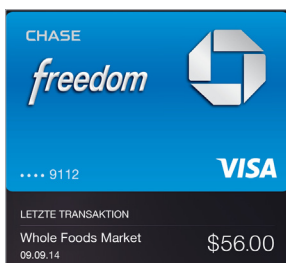 CHASE
freedom
•••• 9112
VISA
LETZTE TRANSAKTION
Whole Foods Market
$56.00
09.09.14